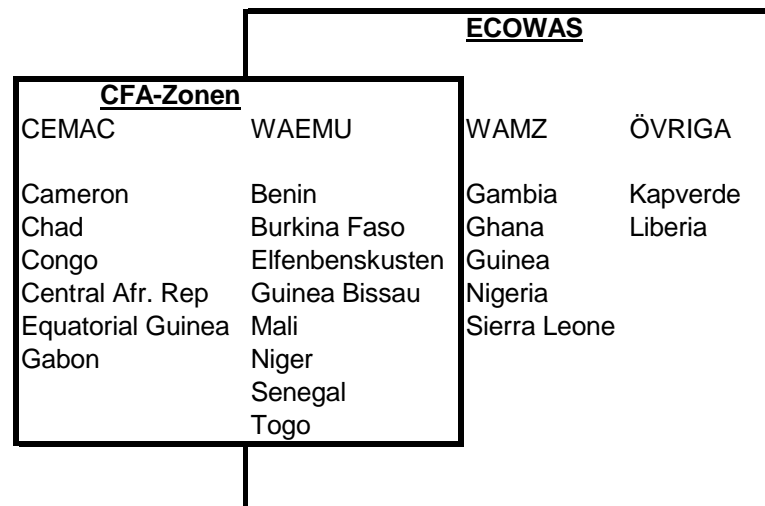 ECOWAS
CFA-Zonen
CEMAC WAEMU WAMZ ÖVRIGA
Cameron Benin Gambia Kapverde
Chad Burkina Faso Ghana Liberia
Congo Elfenbenskusten Guinea
Central Afr. Rep Guinea Bissau Nigeria
Equatorial Guinea Mali Sierra Leone
Gabon Niger
Senegal
Togo